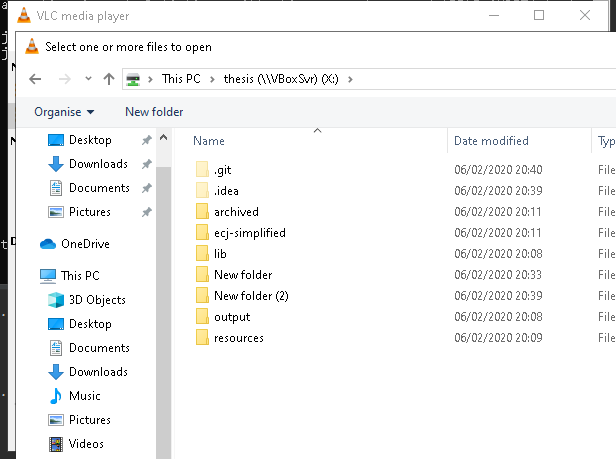 VLC media player
Select one or more files to open
This PC > thesis (\\VBoxSvr) (X:) >
Organise New folder
Name Date modified Typ
Desktop
Downloads
Documents
Pictures
OneDrive
This PC
3D Objects
Desktop
Documents
Downloads
Music
Pictures
Videos
.git 06/02/2020 20:40 File
.idea 06/02/2020 20:39 File
archived 06/02/2020 20:11 File
ecj-simplified 06/02/2020 20:11 File
lib 06/02/2020 20:08 File
New folder 06/02/2020 20:33 File
New folder (2) 06/02/2020 20:39 File
output 06/02/2020 20:08 File
resources 06/02/2020 20:09 File